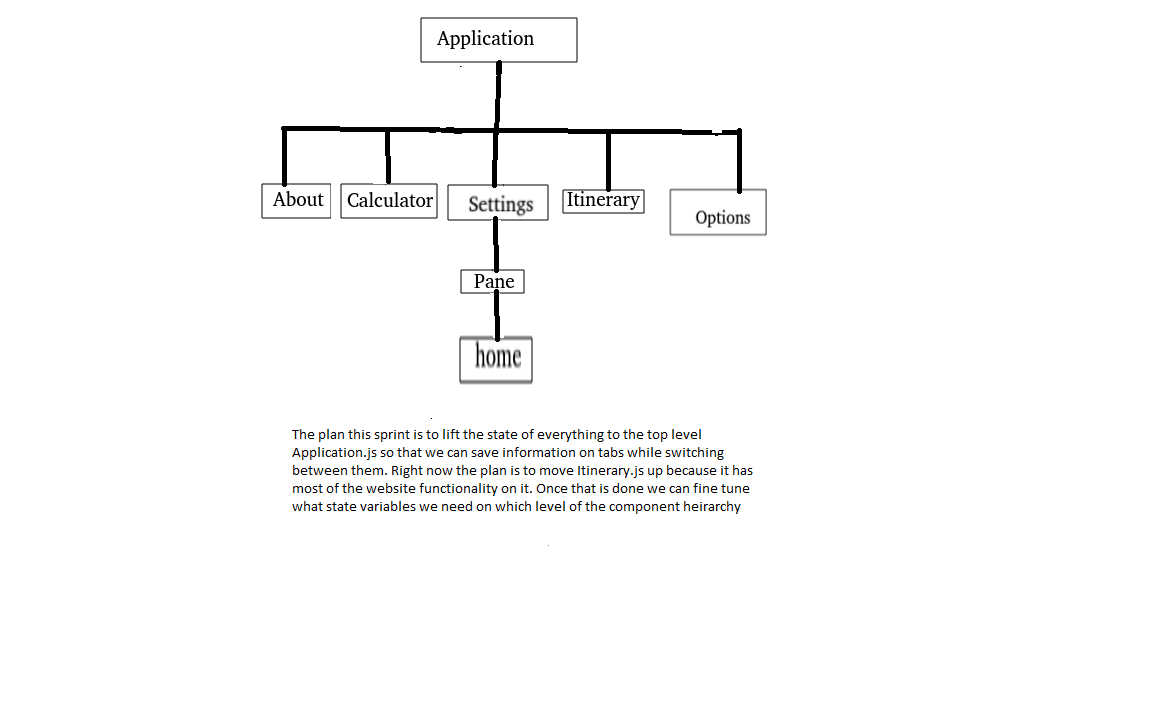 Application
About
Calculator
Settings
Itinerary
Options
Pane
home
The plan this sprint is to lift the state of everything to the top level
Application.js so that we can save information on tabs while switching
between them. Right now the plan is to move Itinerary.js up because it has
most of the website functionality on it. Once that is done we can fine tune
what state variables we need on which level of the component heirarchy